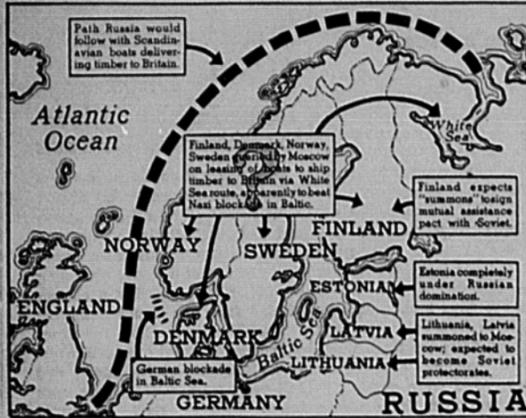 Path Russia would
follow with Scandin-
avian boats deliver-
ing timber to Britain.
Atlantic
Ocean
White
Sea
Finland, Denmark, Norway,
Sweden queried by Moscow
on leasing of boats to ship
timber to Britain via White
Sea route, apparently to beat
Nazi blockade in Baltic.
Finland expects
"summons" to sign
mutual assistance
pact with Soviet.
NORWAY
SWEDEN
FINLAND
Estonia completely
under Russian
domination.
ESTONIA
ENGLAND
DENMARK
Baltic Sea
LATVIA
Lithuania, Latvia
summoned to Mos-
cow; expected to
become Soviet
protectorates.
LITHUANIA
German blockade
in Baltic Sea.
GERMANY
RUSSIA